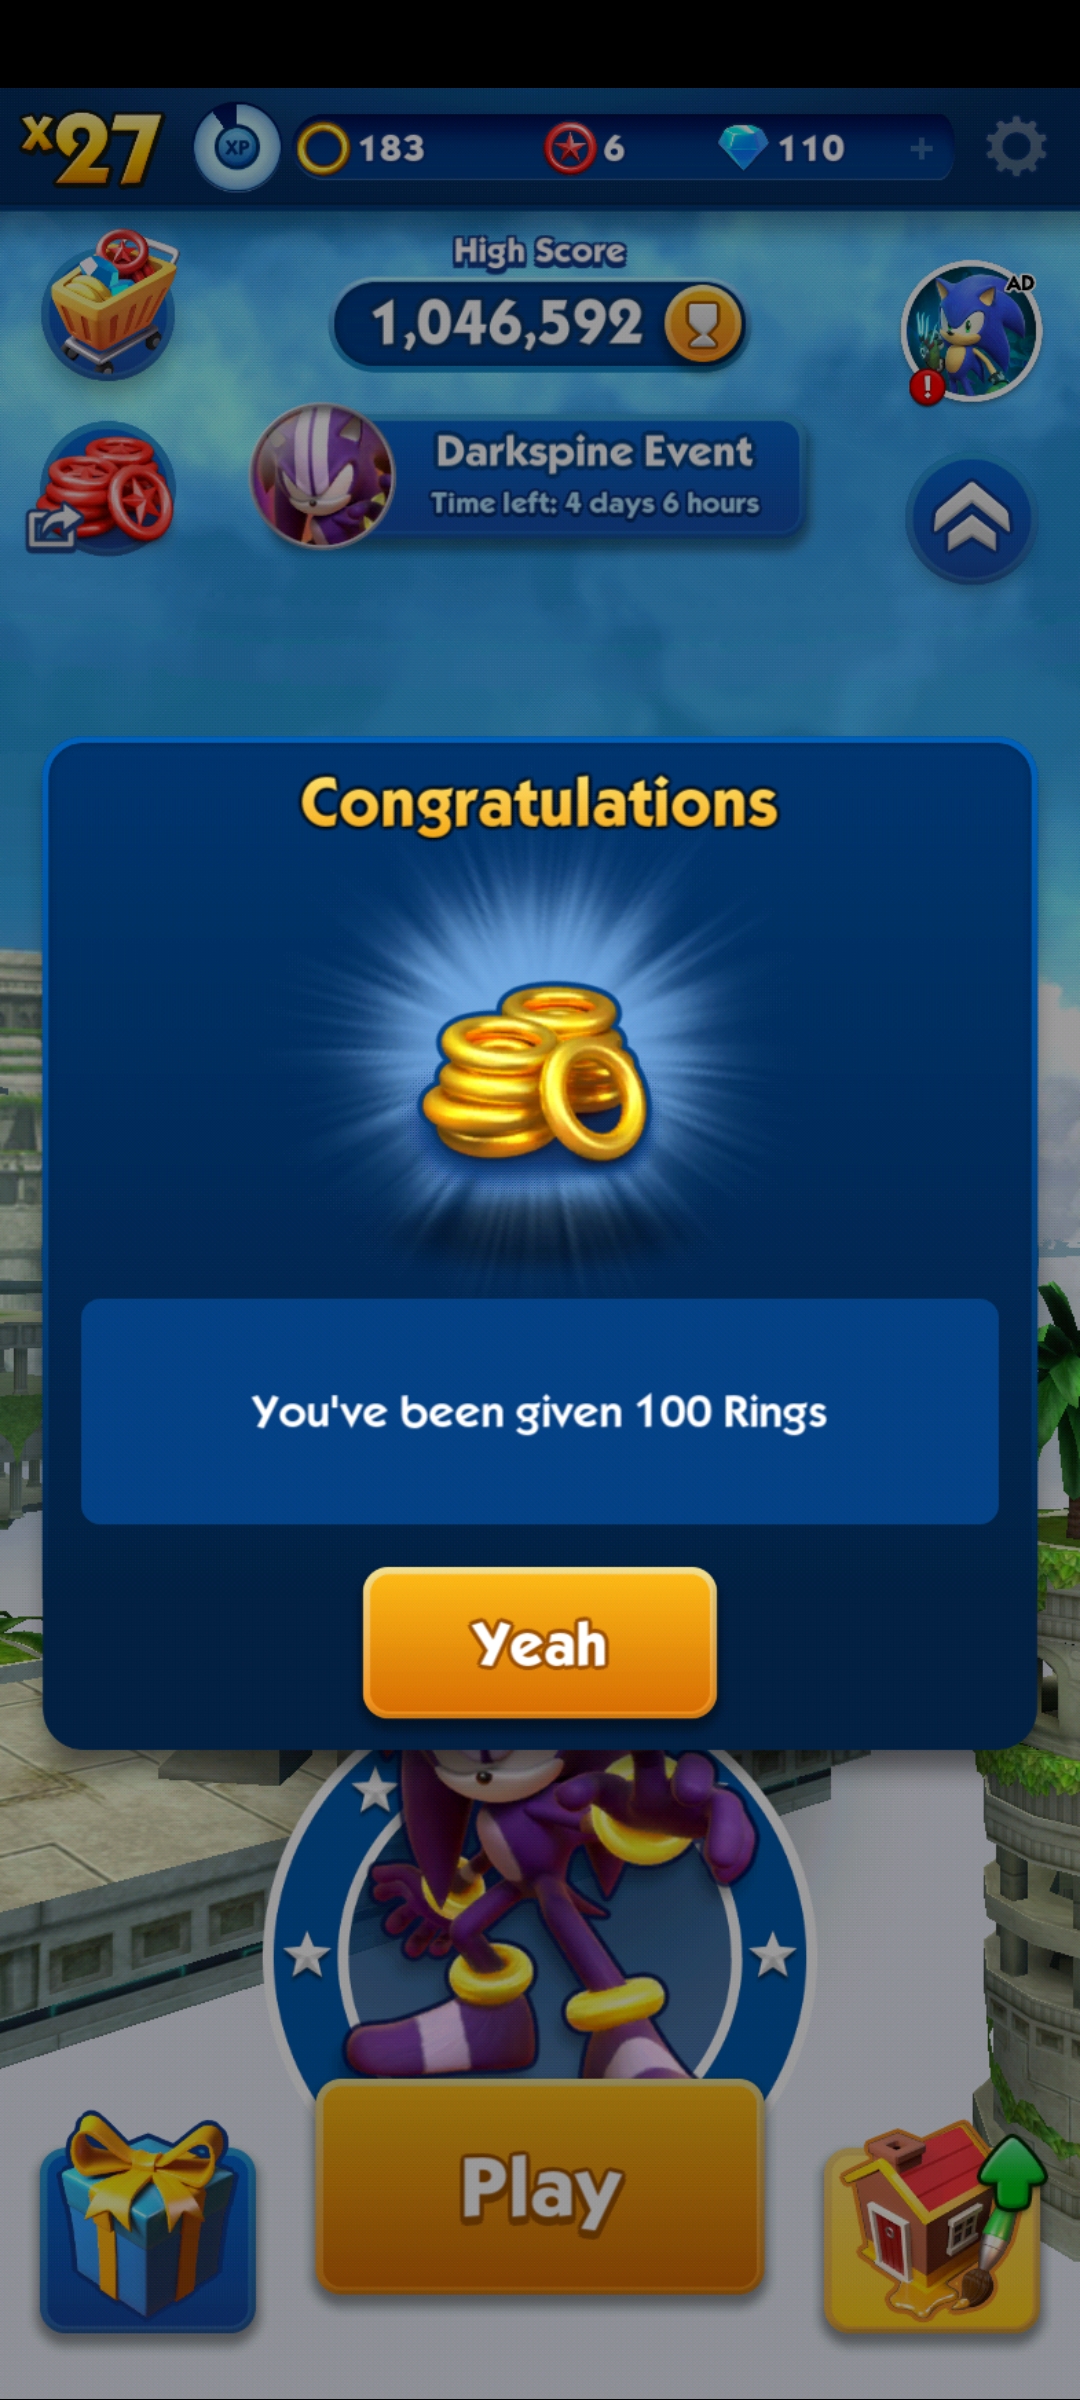 x27
XP
183
6
110
+
High Score
1,046,592
AD
!
Darkspine Event
Time left: 4 days 6 hours
Congratulations
You've been given 100 Rings
Yeah
Play